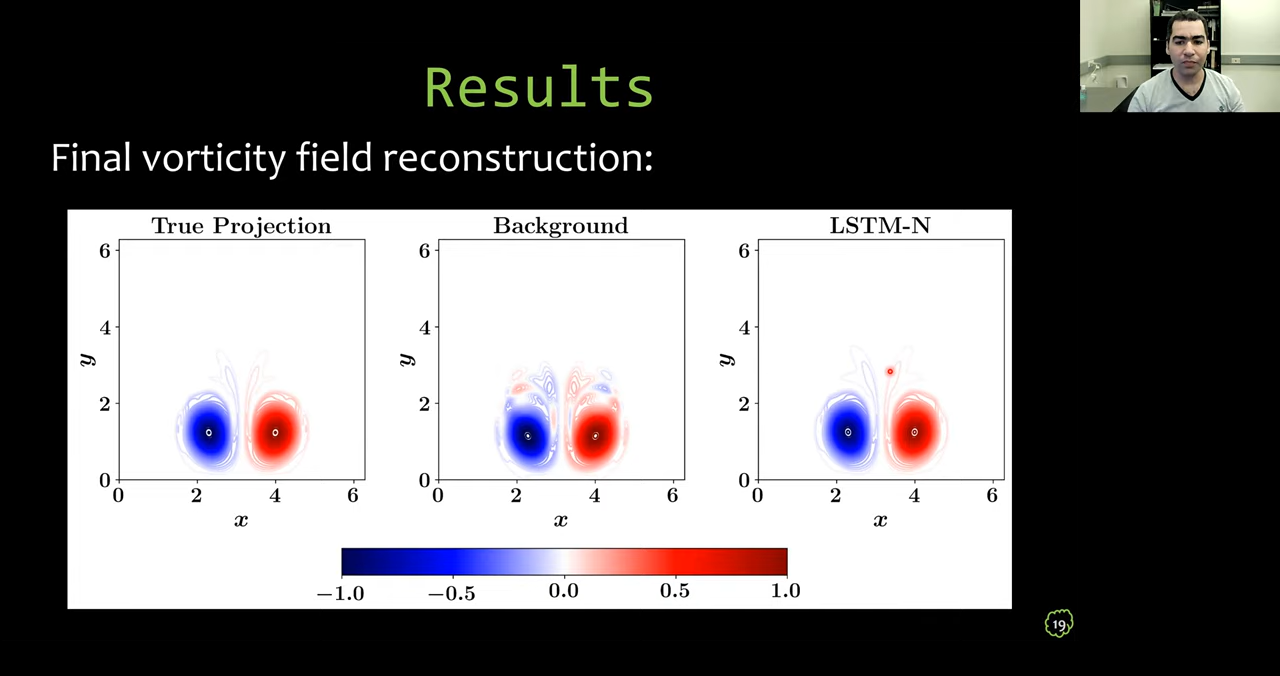 Results
Final vorticity field reconstruction:
True Projection
Background
LSTM-N
6
4
2
0
y
0 2 4 6
x
6
4
2
0
y
0 2 4 6
x
6
4
2
0
y
0 2 4 6
x
−1.0 −0.5 0.0 0.5 1.0
19